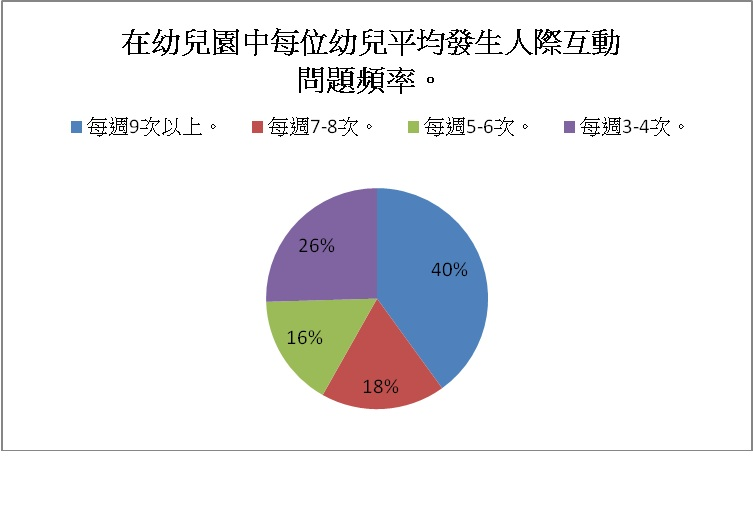 在幼兒園中每位幼兒平均發生人際互動
問題頻率。
每週9次以上。 每週7-8次。 每週5-6次。 每週3-4次。
26%
40%
16%
18%